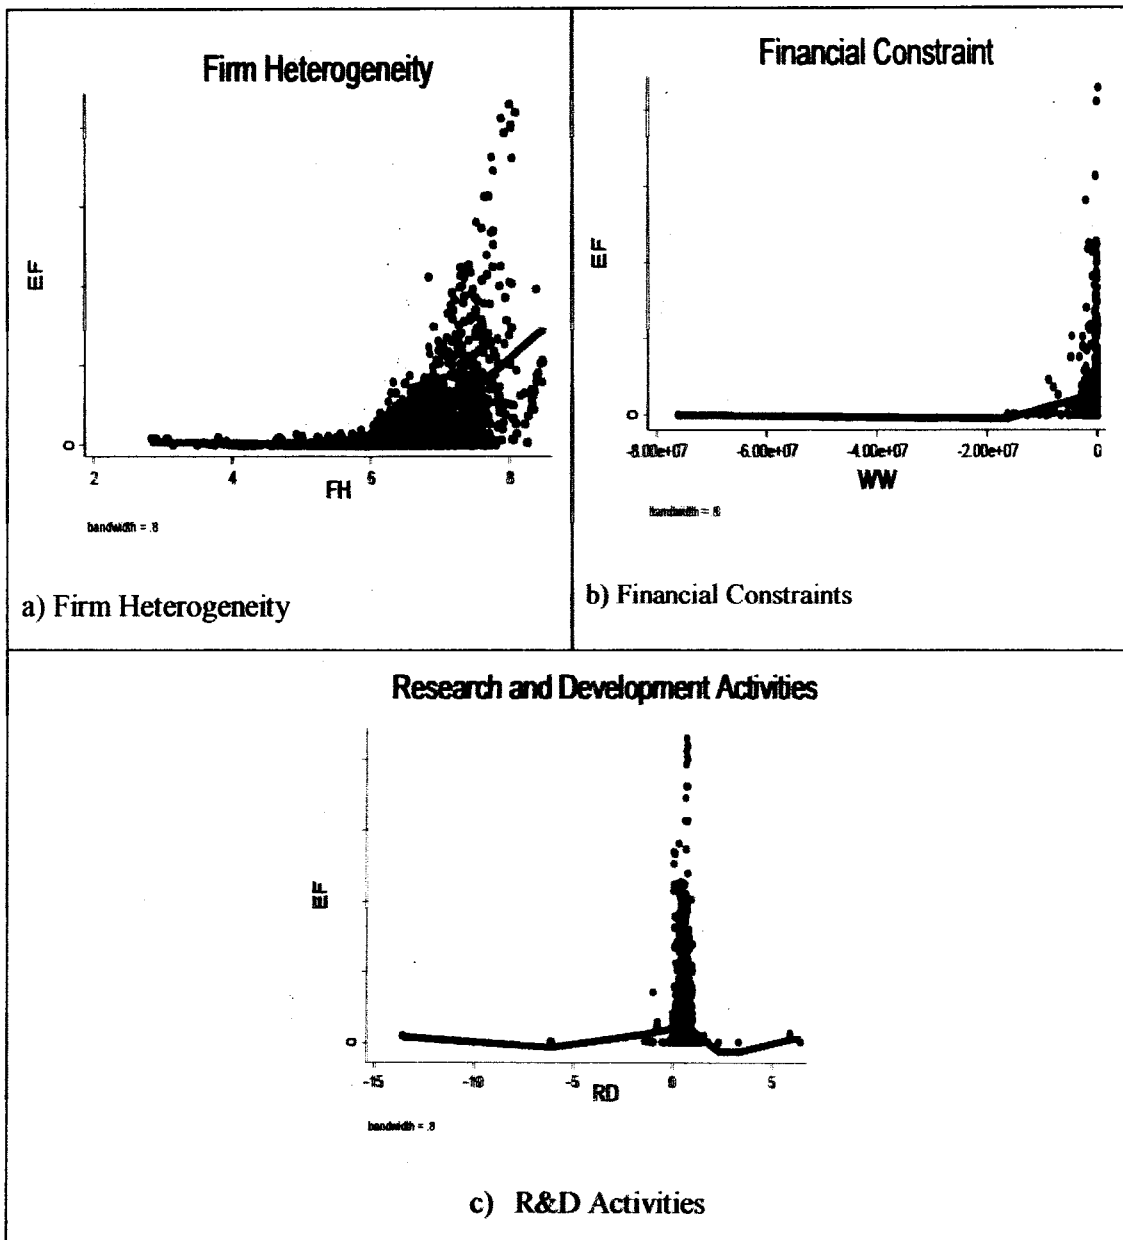 Firm Heterogeneity
EF
0
2
4
6
8
FH
bandwidth = .8
a) Firm Heterogeneity
Financial Constraint
EF
0
-8.00e+07
-6.00e+07
-4.00e+07
-2.00e+07
0
WW
bandwidth = .8
b) Financial Constraints
Research and Development Activities
EF
0
-15
-10
-5
0
5
RD
bandwidth = .8
c) R&D Activities